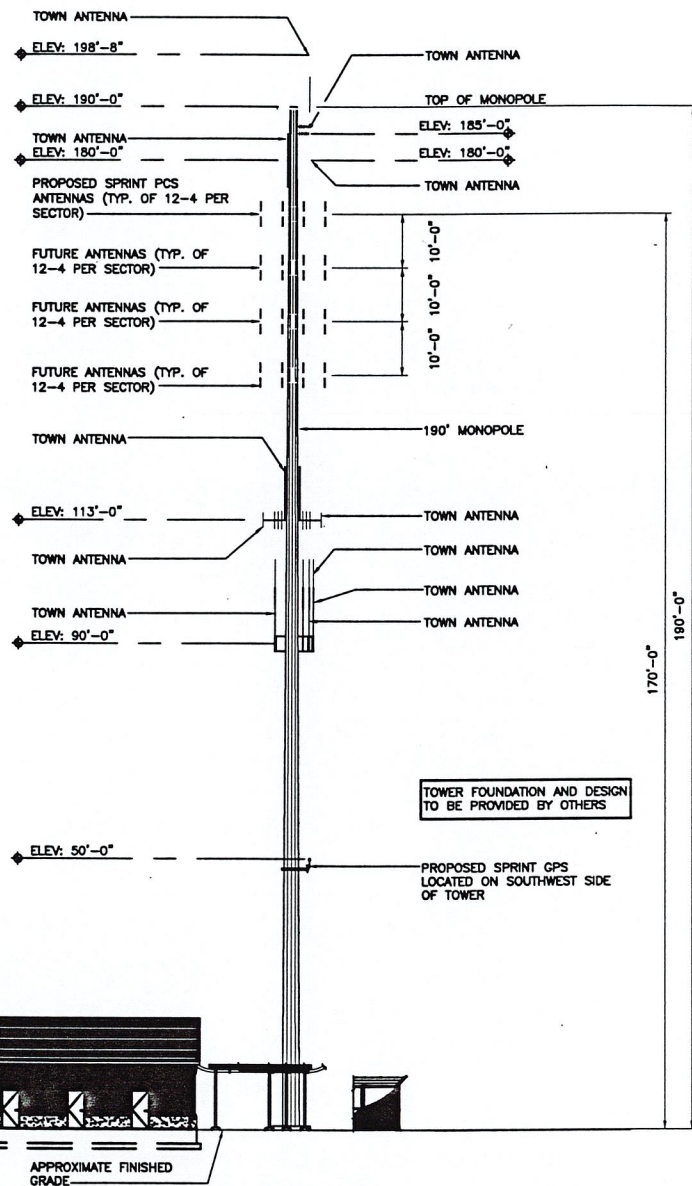 TOWN ANTENNA
ELEV: 198'-8"
TOWN ANTENNA
ELEV: 190'-0"
TOP OF MONOPOLE
ELEV: 185'-0"
TOWN ANTENNA
ELEV: 180'-0"
ELEV: 180'-0"
TOWN ANTENNA
PROPOSED SPRINT PCS
ANTENNAS (TYP. OF 12-4 PER
SECTOR)
10'-0"
FUTURE ANTENNAS (TYP. OF
12-4 PER SECTOR)
10'-0"
FUTURE ANTENNAS (TYP. OF
12-4 PER SECTOR)
10'-0"
FUTURE ANTENNAS (TYP. OF
12-4 PER SECTOR)
190' MONOPOLE
TOWN ANTENNA
ELEV: 113'-0"
TOWN ANTENNA
TOWN ANTENNA
TOWN ANTENNA
TOWN ANTENNA
TOWN ANTENNA
TOWN ANTENNA
ELEV: 90'-0"
170'-0"
190'-0"
TOWER FOUNDATION AND DESIGN
TO BE PROVIDED BY OTHERS
ELEV: 50'-0"
PROPOSED SPRINT GPS
LOCATED ON SOUTHWEST SIDE
OF TOWER
APPROXIMATE FINISHED
GRADE